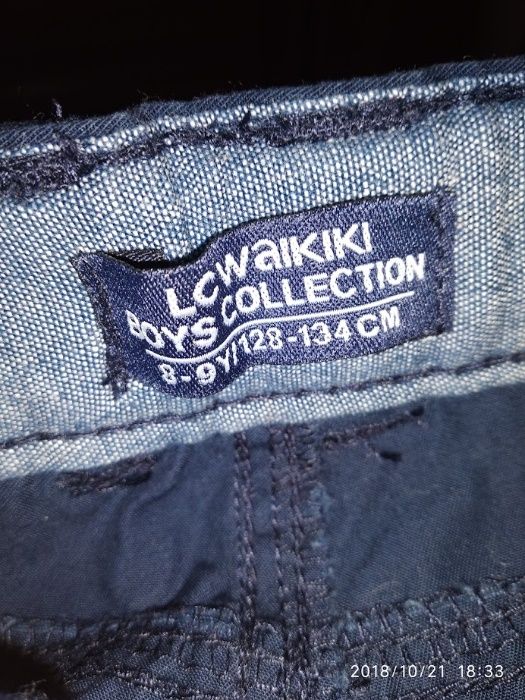 LCWaIKIKI
BOYS COLLECTION
8-9Y/128-134 CM
2018/10/21 18:33